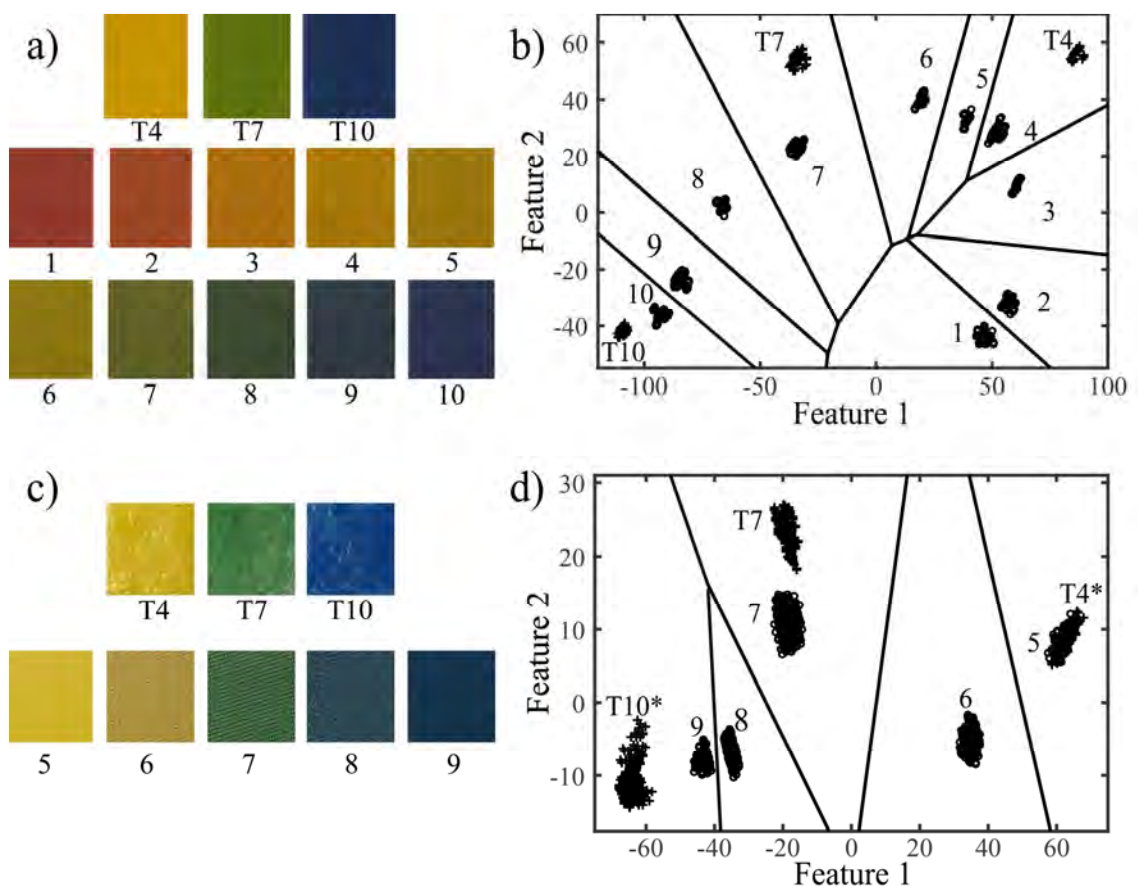 a)
T4 T7 T10
1 2 3 4 5
6 7 8 9 10
b)
Feature 2
60
40
20
0
-20
-40
T7
6
5
T4
4
8
7
3
9
10
2
T10
1
-100 -50 0 50 100
Feature 1
c)
T4 T7 T10
5 6 7 8 9
d)
Feature 2
30
20
10
0
-10
T7
7
T4*
5
T10*
9 8
6
-60 -40 -20 0 20 40 60
Feature 1